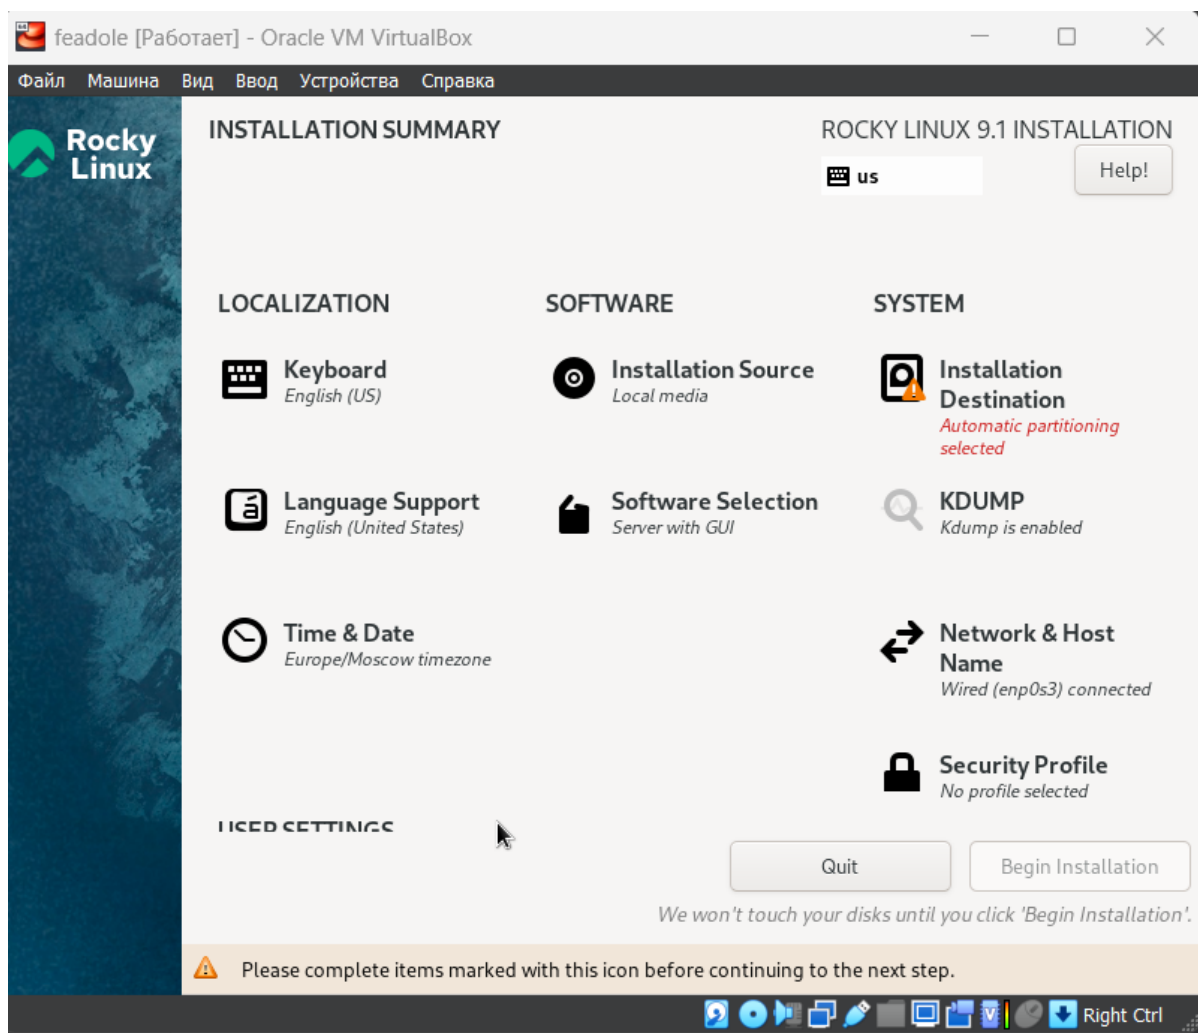 feadole [Работает] - Oracle VM VirtualBox
Файл Машина Вид Ввод Устройства Справка
Rocky
Linux
INSTALLATION SUMMARY
ROCKY LINUX 9.1 INSTALLATION
us
Help!
LOCALIZATION
Keyboard
English (US)
Language Support
English (United States)
Time & Date
Europe/Moscow timezone
SOFTWARE
Installation Source
Local media
Software Selection
Server with GUI
SYSTEM
Installation
Destination
Automatic partitioning
selected
KDUMP
Kdump is enabled
Network & Host
Name
Wired (enp0s3) connected
Security Profile
No profile selected
USER SETTINGS
Quit
Begin Installation
We won't touch your disks until you click 'Begin Installation'.
Please complete items marked with this icon before continuing to the next step.
Right Ctrl